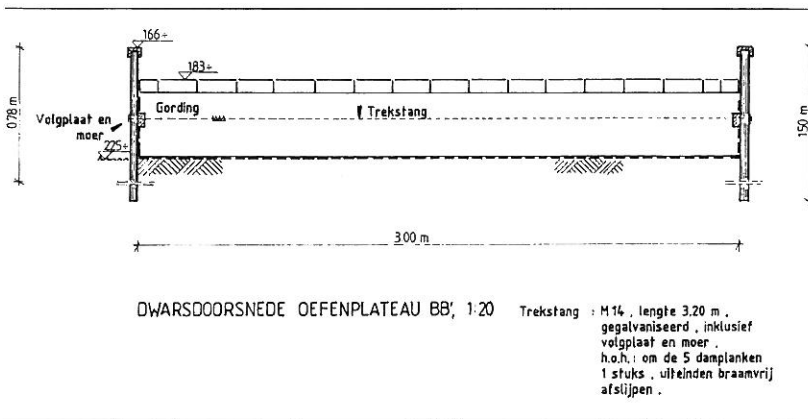 166÷
183÷
0.78 m
Gording
Trekstang
Volgplaat en
moer
225÷
150 m
3.00 m
DWARSDOORSNEDE OEFENPLATEAU BB', 1:20
Trekstang : M14 , lengte 3.20 m ,
gegalvaniseerd , inklusief
volgplaat en moer .
h.o.h. : om de 5 damplanken
1 stuks , uiteinden braamvrij
afslijpen .